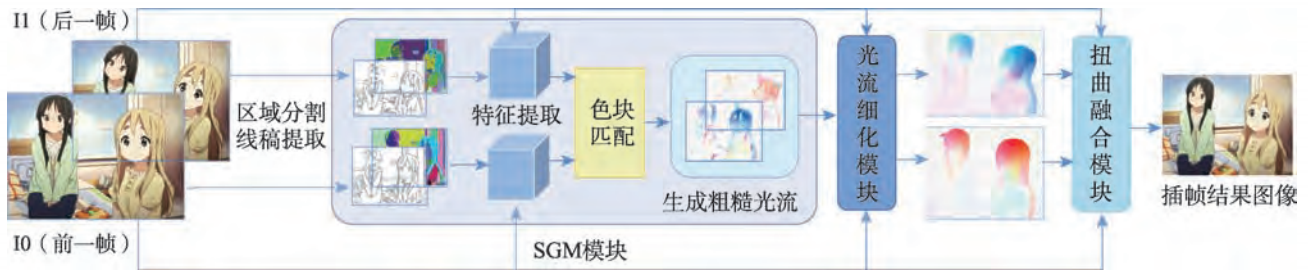 I1（后一帧）
区域分割
线稿提取
特征提取
色块
匹配
生成粗糙光流
光流细化模块
扭曲融合模块
插帧结果图像
I0（前一帧）
SGM模块